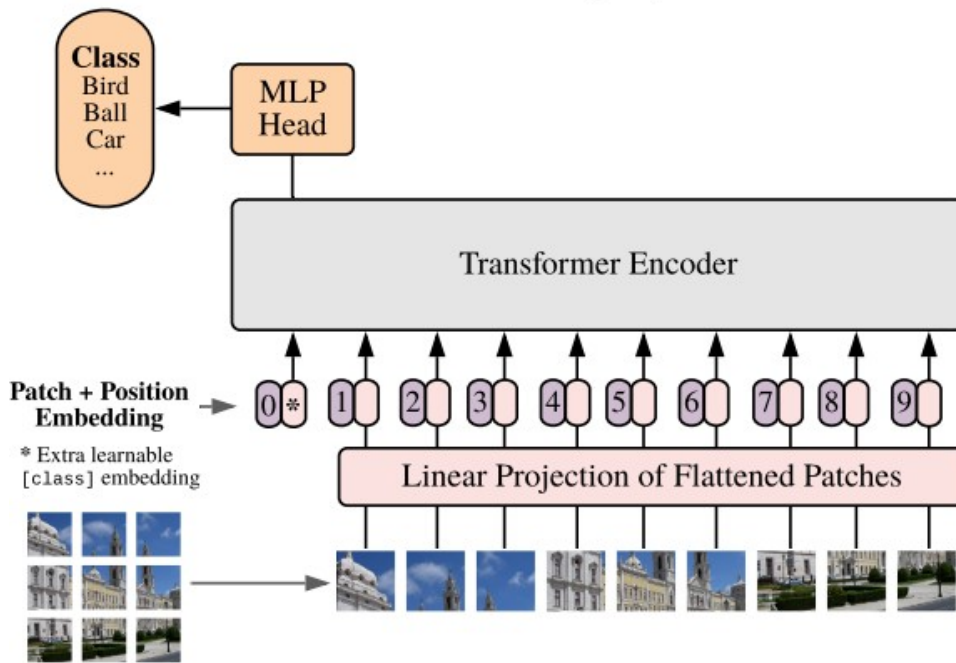 Class
Bird
Ball
Car
...
MLP
Head
Transformer Encoder
Patch + Position
Embedding
0 * 1 2 3 4 5 6 7 8 9
* Extra learnable
[class] embedding
Linear Projection of Flattened Patches